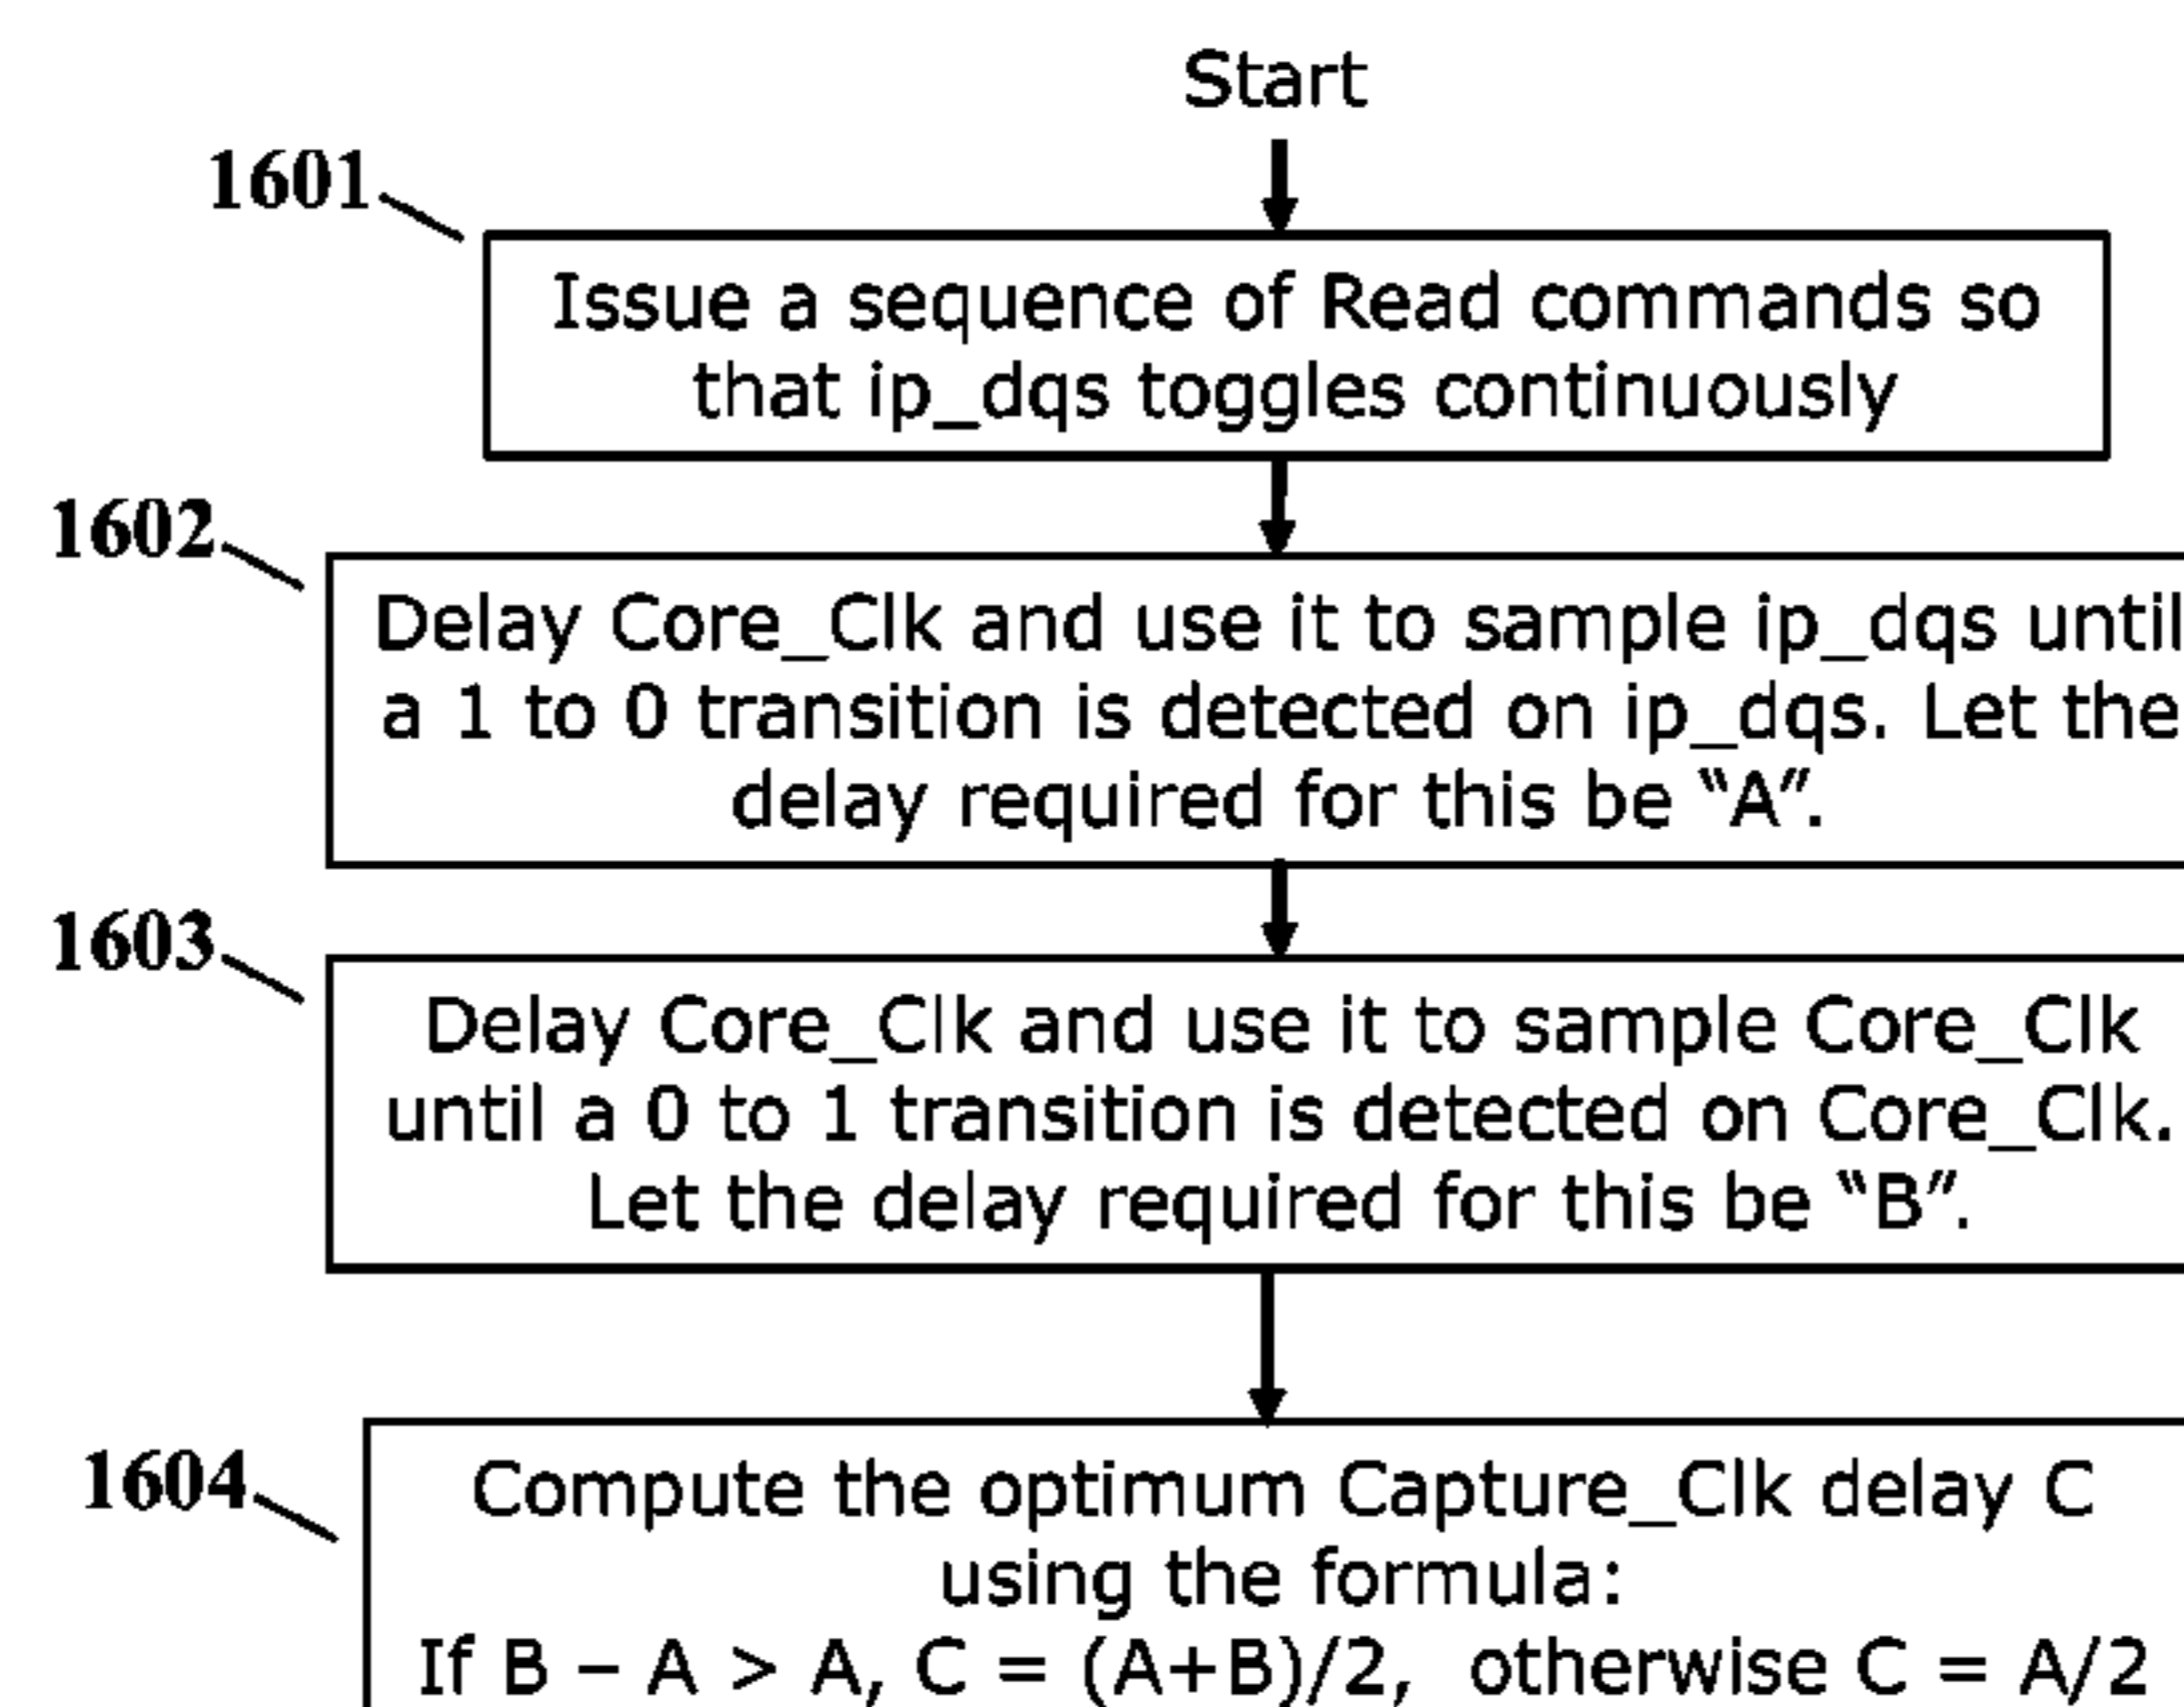 Start
1601
Issue a sequence of Read commands so
that ip_dqs toggles continuously
1602
Delay Core_Clk and use it to sample ip_dqs until
a 1 to 0 transition is detected on ip_dqs. Let the
delay required for this be “A”.
1603
Delay Core_Clk and use it to sample Core_Clk
until a 0 to 1 transition is detected on Core_Clk.
Let the delay required for this be “B”.
1604
Compute the optimum Capture_Clk delay C
using the formula:
If B – A > A, C = (A+B)/2, otherwise C = A/2